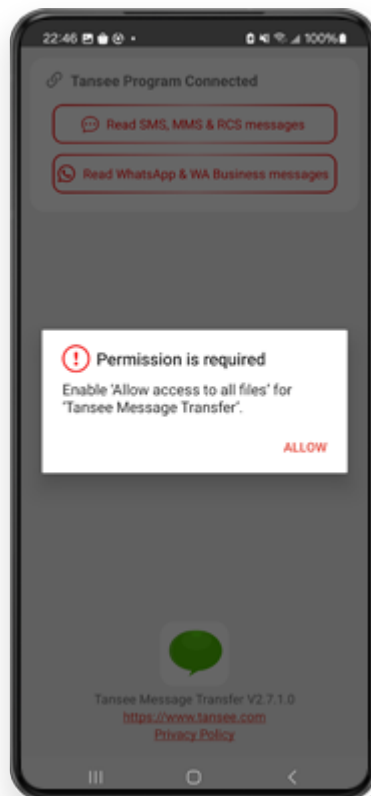 22:46
100%
Tansee Program Connected
Read SMS, MMS & RCS messages
Read WhatsApp & WA Business messages
Permission is required
Enable 'Allow access to all files' for
'Tansee Message Transfer'.
ALLOW
Tansee Message Transfer V2.7.1.0
https://www.tansee.com
Privacy Policy